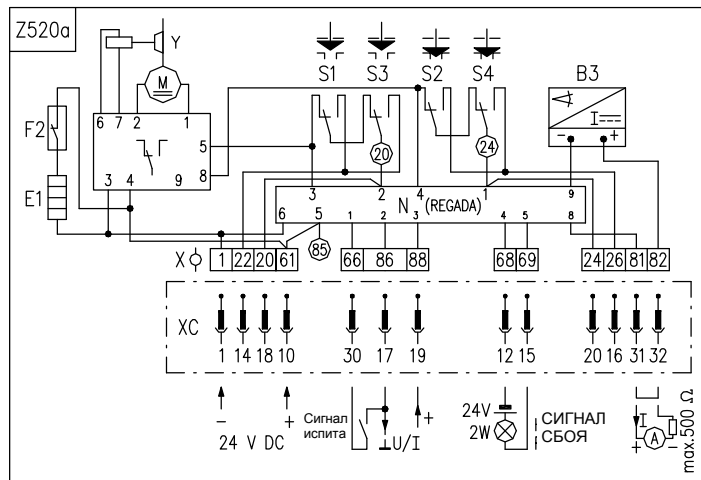 Z520a
Y
M
S1 S3 S2 S4 B3
6 7 2 1
F2
5
8
3 4 9
E1
20
24
I
- +
3 2 4 1 9
N (REGADA)
6 5 1 2 3 4 5 8
85
X 1 22 20 61 66 86 88 68 69 24 26 81 82
XC
1 14 18 10 30 17 19 12 15 20 16 31 32
- +
24 V DC
Сигнал
испита
U/I
+
24V
2W
СИГНАЛ
СБОЯ
I
A
+ -
max.500 Ω